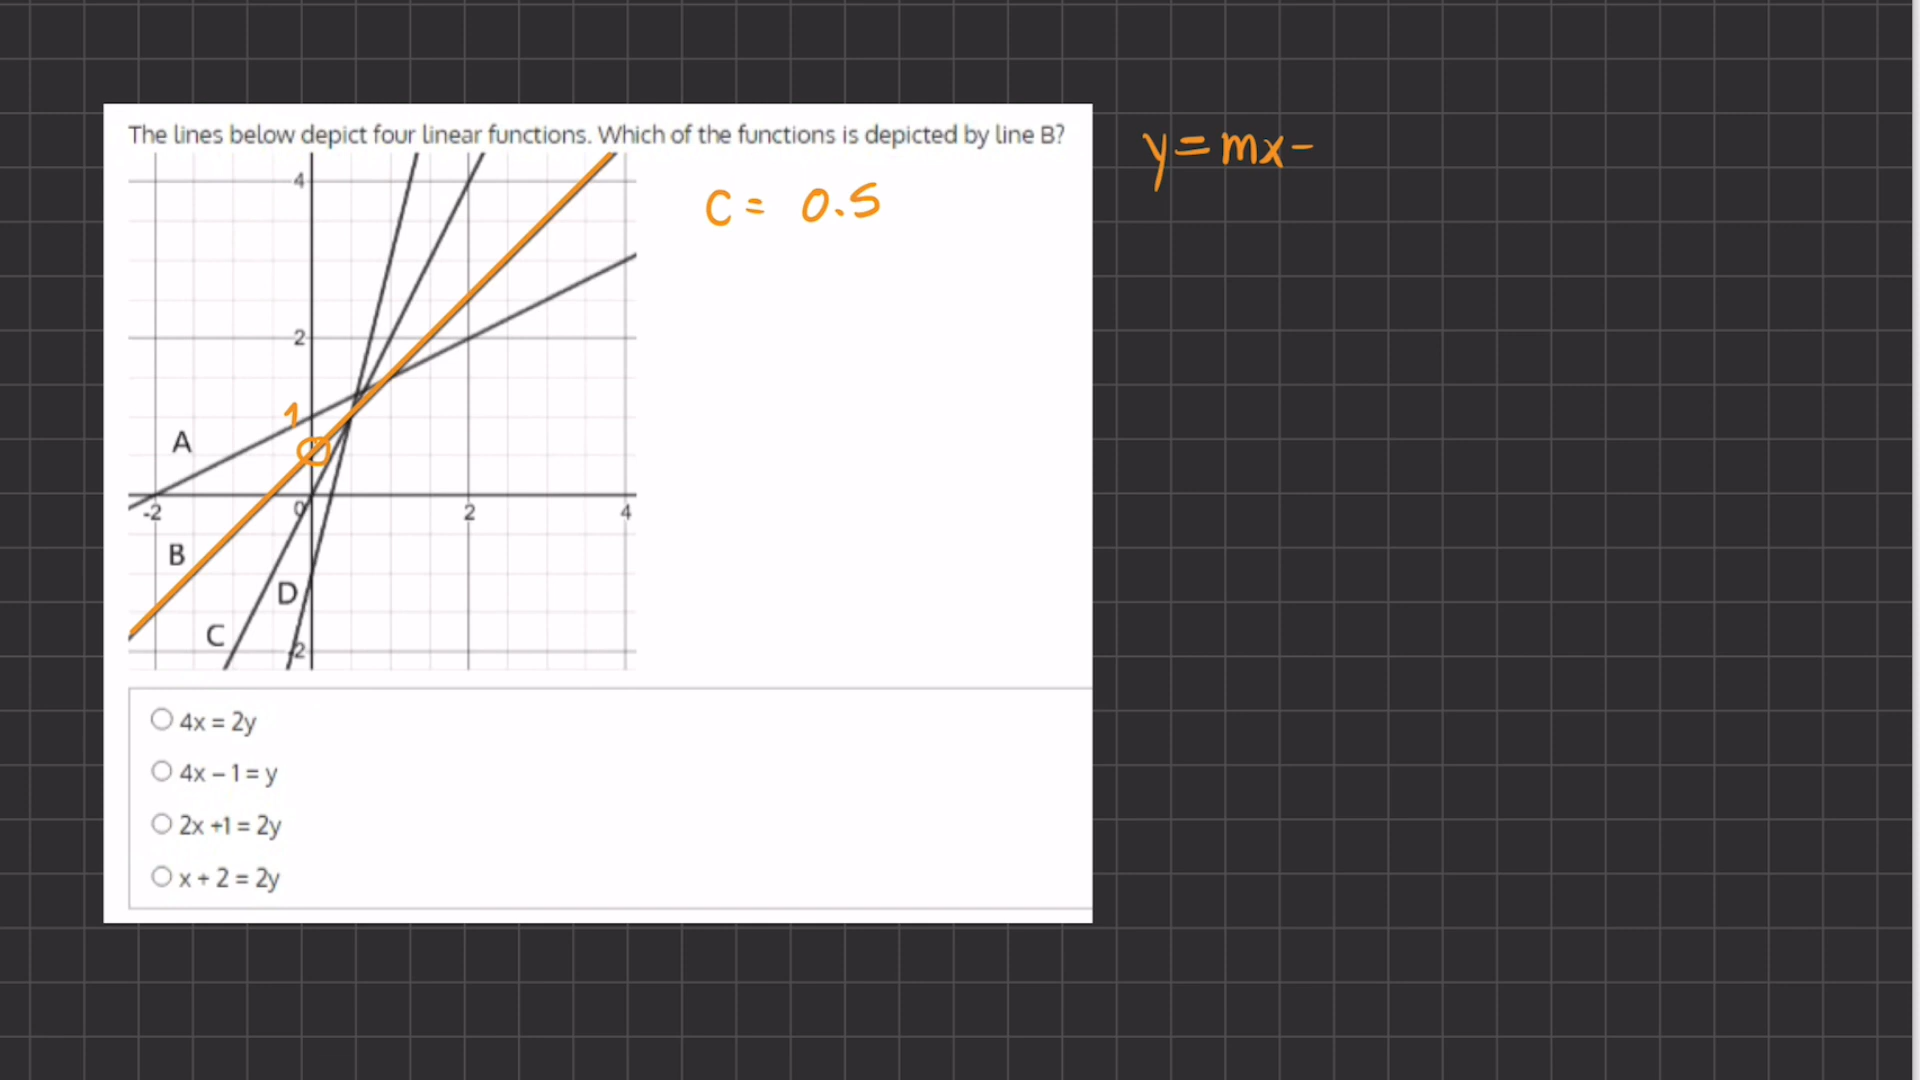 The lines below depict four linear functions. Which of the functions is depicted by line B?
y=mx-
4
C = 0.5
2
1
A
-2
0
2
4
B
D
C
-2
4x = 2y
4x – 1 = y
2x +1 = 2y
x + 2 = 2y